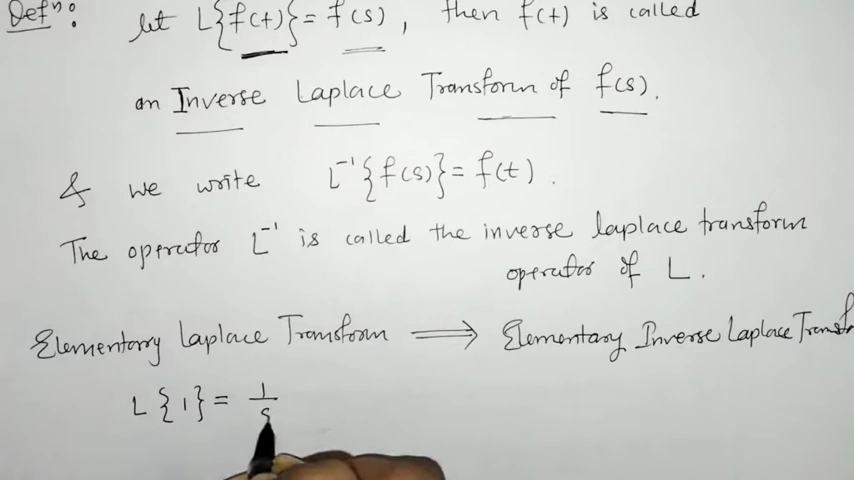 Defⁿ: let L{f(t)} = f(s), then f(t) is called
an Inverse Laplace Transform of f(s).
& we write L⁻¹{f(s)} = f(t).
The operator L⁻¹ is called the inverse laplace transform
operator of L.
Elementary Laplace Transform ⟹ Elementary Inverse Laplace Transf
L{1} = 1/s